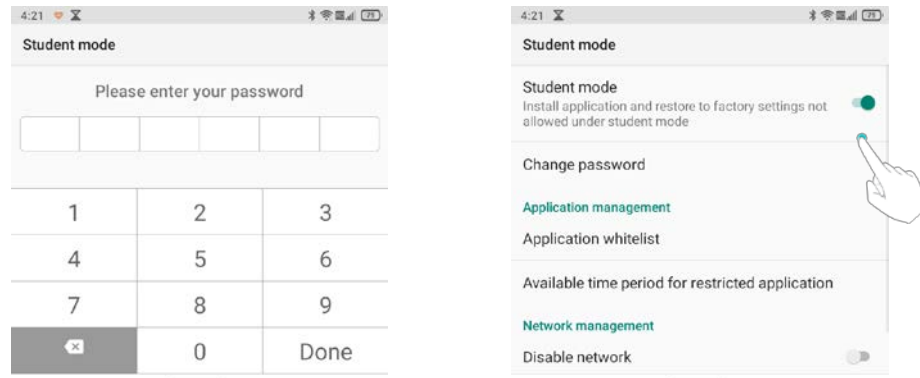 4:21
71
Student mode
Please enter your password
1 2 3
4 5 6
7 8 9
0 Done
4:21
71
Student mode
Student mode
Install application and restore to factory settings not
allowed under student mode
Change password
Application management
Application whitelist
Available time period for restricted application
Network management
Disable network